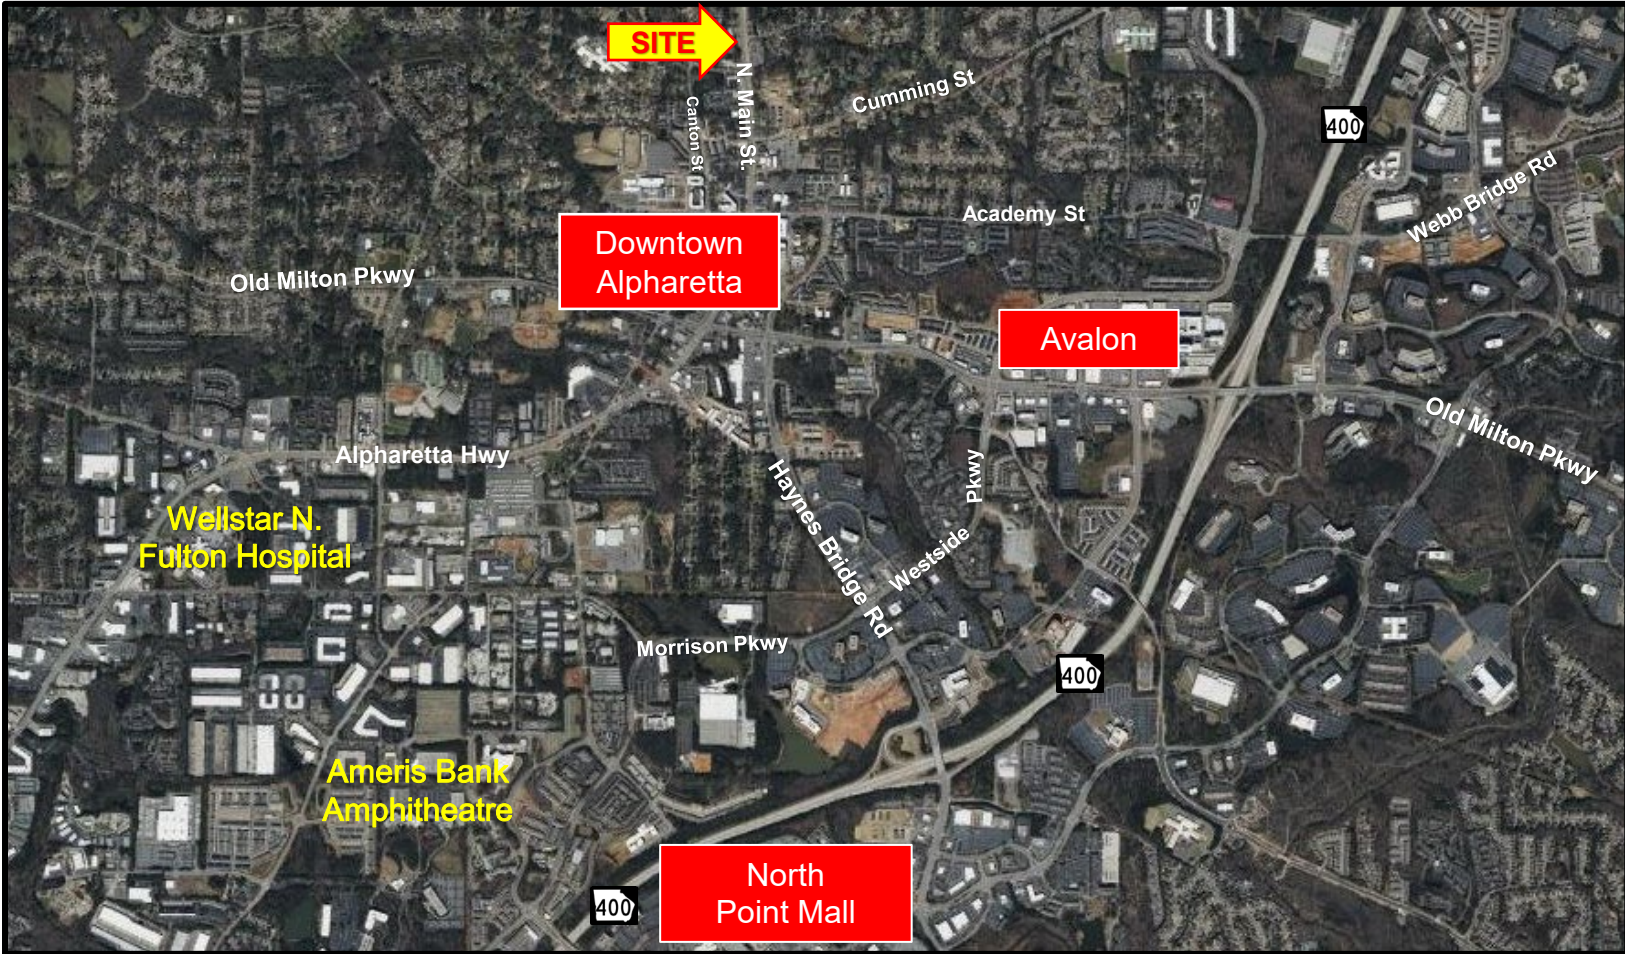 SITE
N. Main St.
Canton St
Cumming St
400
Webb Bridge Rd
Academy St
Downtown
Alpharetta
Old Milton Pkwy
Avalon
Old Milton Pkwy
Alpharetta Hwy
Haynes Bridge Rd
Westside
Pkwy
Wellstar N.
Fulton Hospital
Morrison Pkwy
400
Ameris Bank
Amphitheatre
North
Point Mall
400